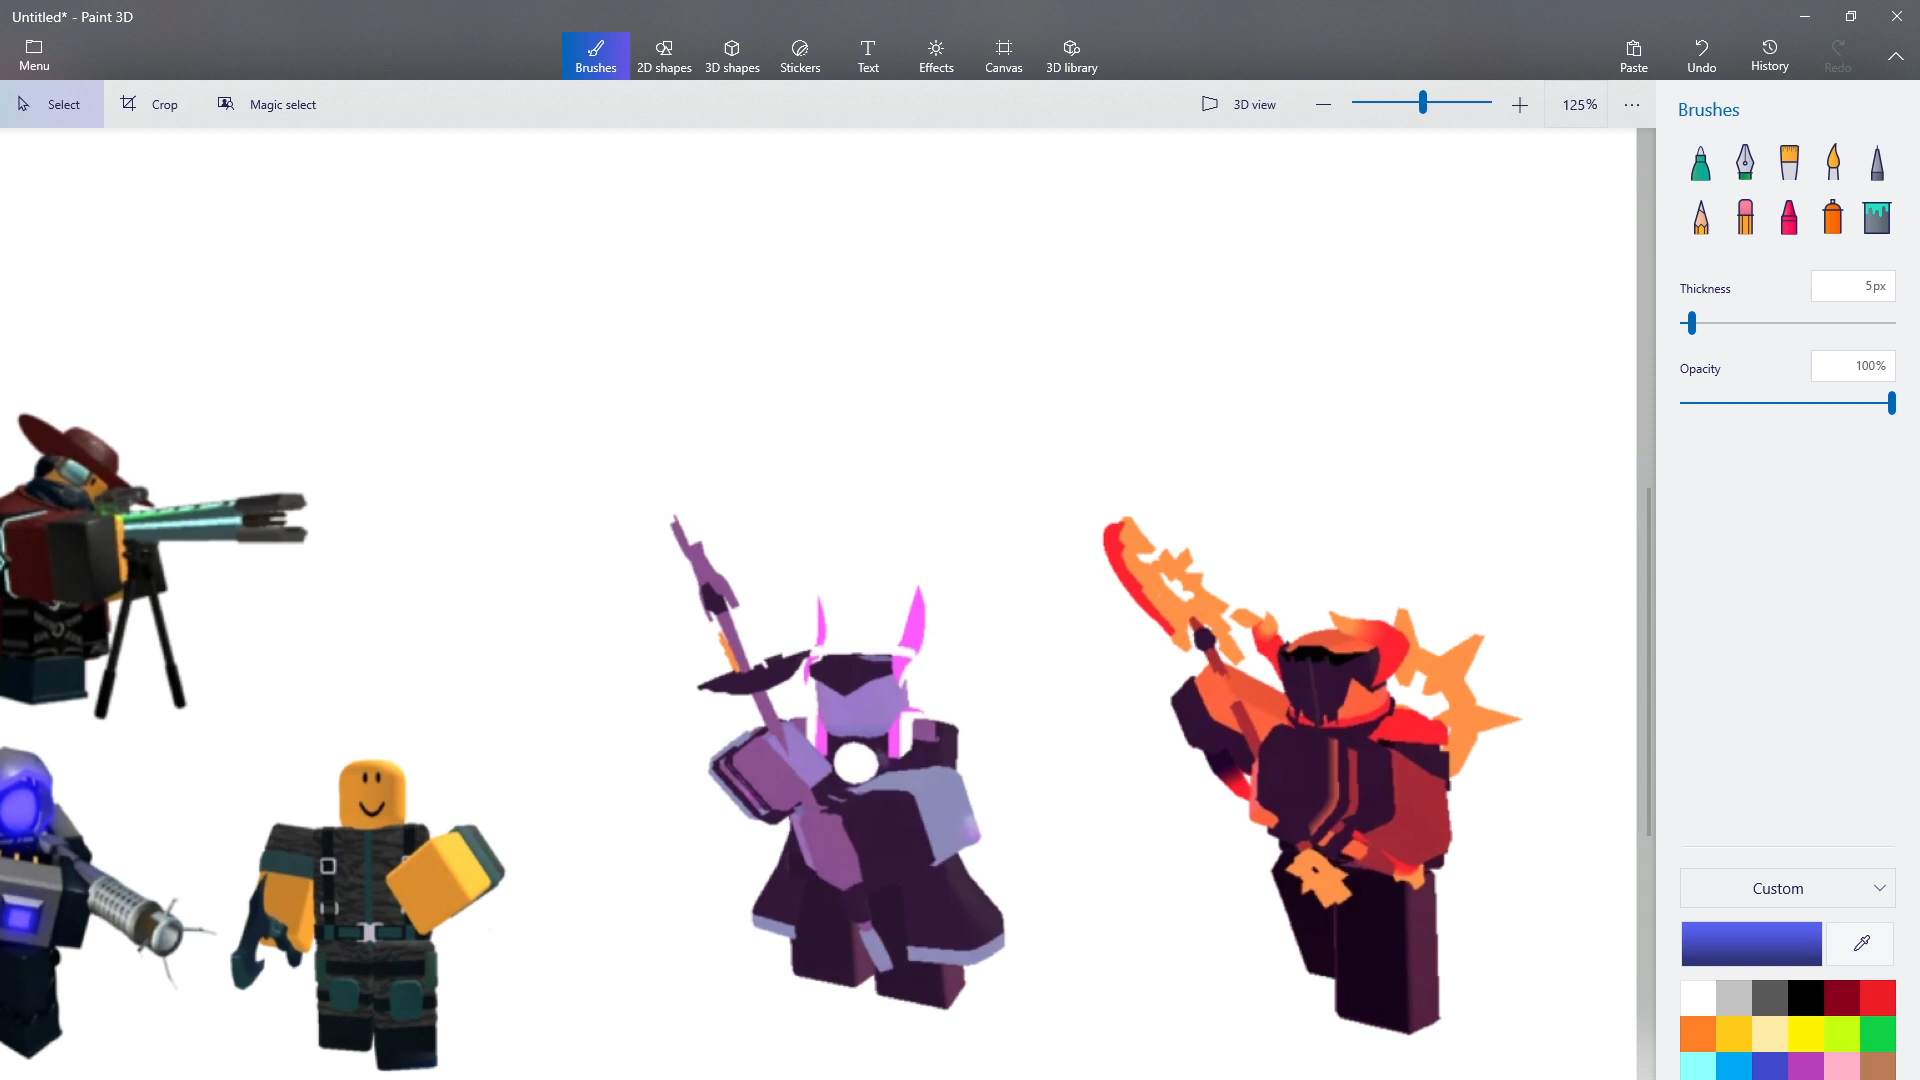 Untitled* - Paint 3D
Menu
Brushes
2D shapes
3D shapes
Stickers
Text
Effects
Canvas
3D library
Paste
Undo
History
Redo
Select
Crop
Magic select
3D view
125%
Brushes
Thickness
5px
Opacity
100%
Custom